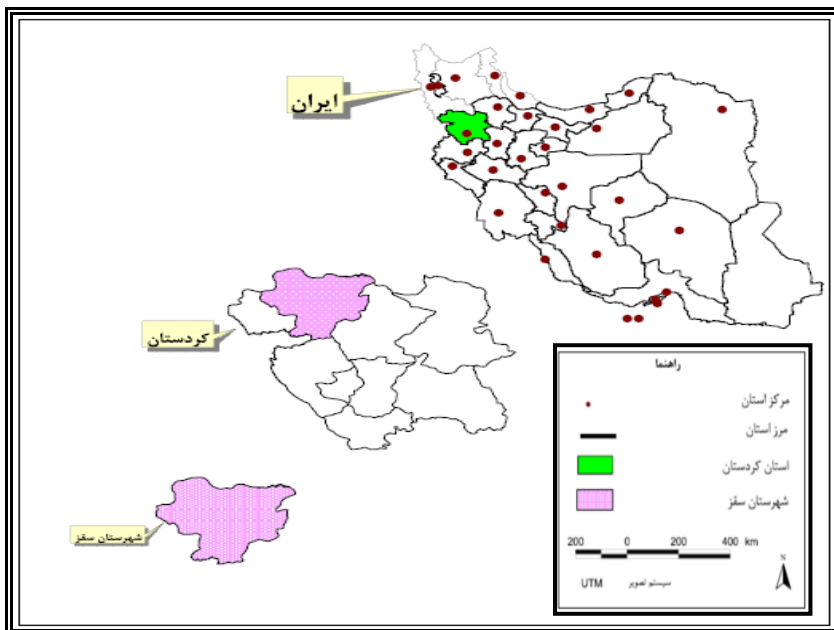 ایران
کردستان
شهرستان سقز
راهنما
مرکز استان
مرز استان
استان کردستان
شهرستان سقز
200 0 200 400 km
UTM سیستم تصویر
N